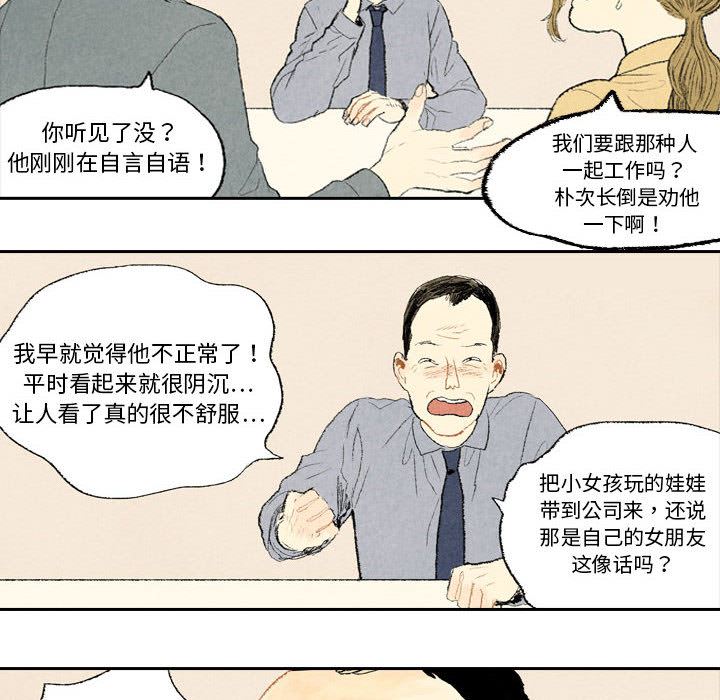 你听见了没？
他刚刚在自言自语！
我们要跟那种人
一起工作吗？
朴次长倒是劝他
一下啊！
我早就觉得他不正常了！
平时看起来就很阴沉...
让人看了真的很不舒服...
把小女孩玩的娃娃
带到公司来，还说
那是自己的女朋友
这像话吗？